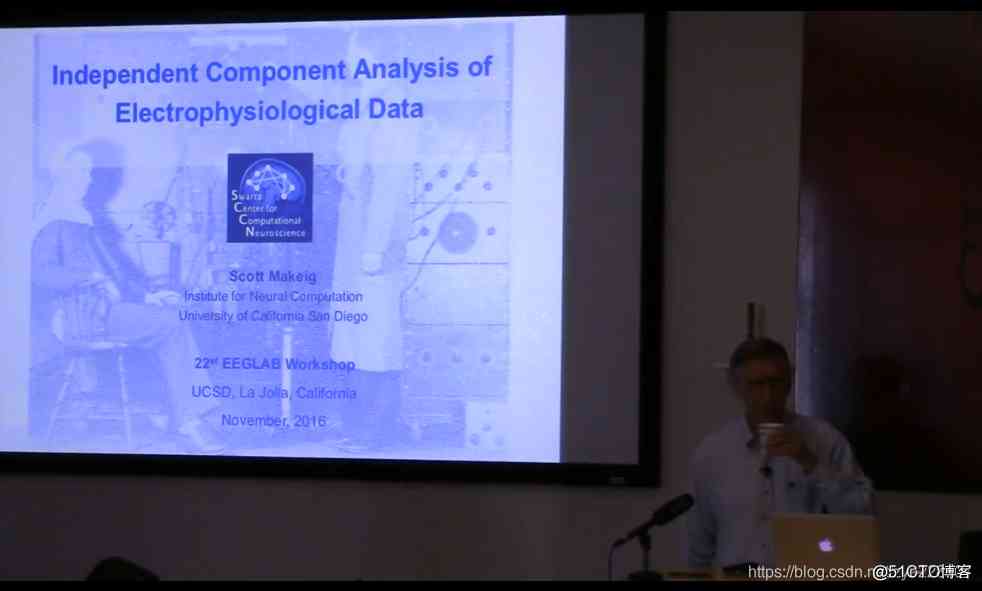 Independent Component Analysis of
Electrophysiological Data
Swartz
Center for
Computational
Neuroscience
Scott Makeig
Institute for Neural Computation
University of California San Diego
22st EEGLAB Workshop
UCSD, La Jolla, California
November, 2016
https://blog.csdn.n
@51CTO博客